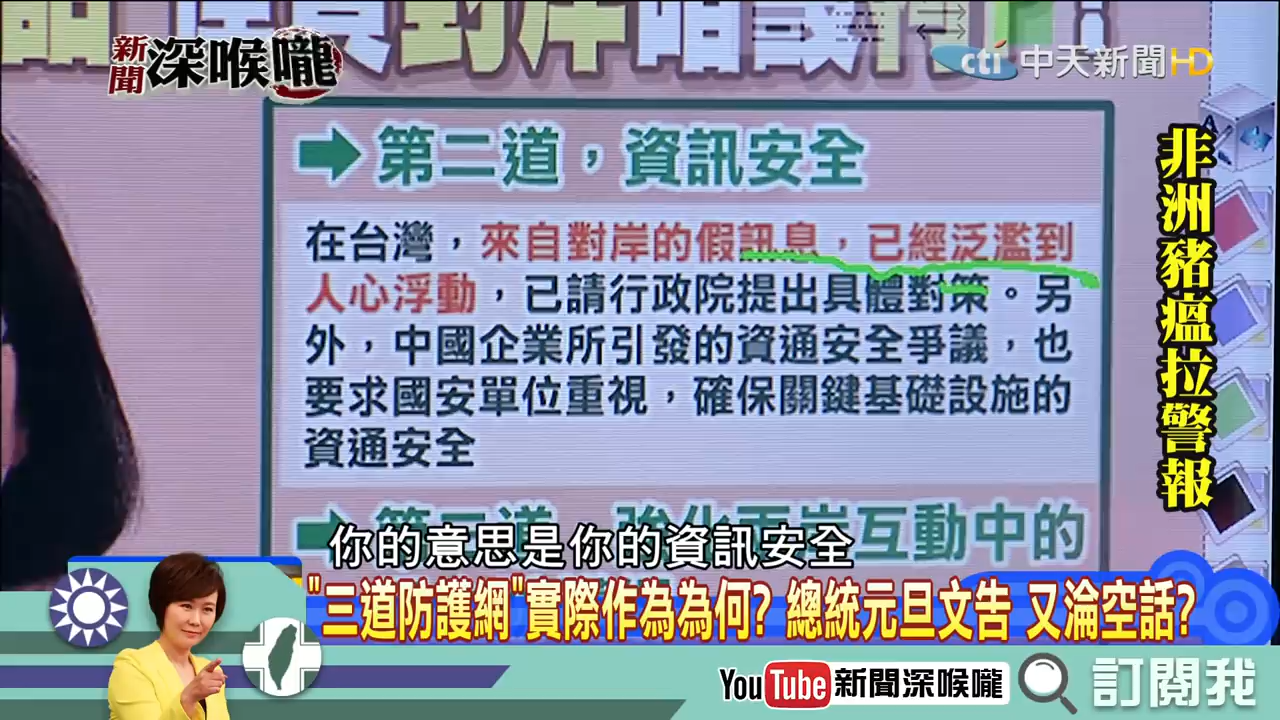 新聞深喉嚨
cti 中天新聞HD
第二道,資訊安全
在台灣,來自對岸的假訊息,已經泛濫到
人心浮動,已請行政院提出具體對策。另
外,中國企業所引發的資通安全爭議,也
要求國安單位重視,確保關鍵基礎設施的
資通安全
互動中的
非洲豬瘟拉警報
你的意思是你的資訊安全
"三道防護網"實際作為為何? 總統元旦文告 又淪空話?
YouTube 新聞深喉嚨
訂閱我